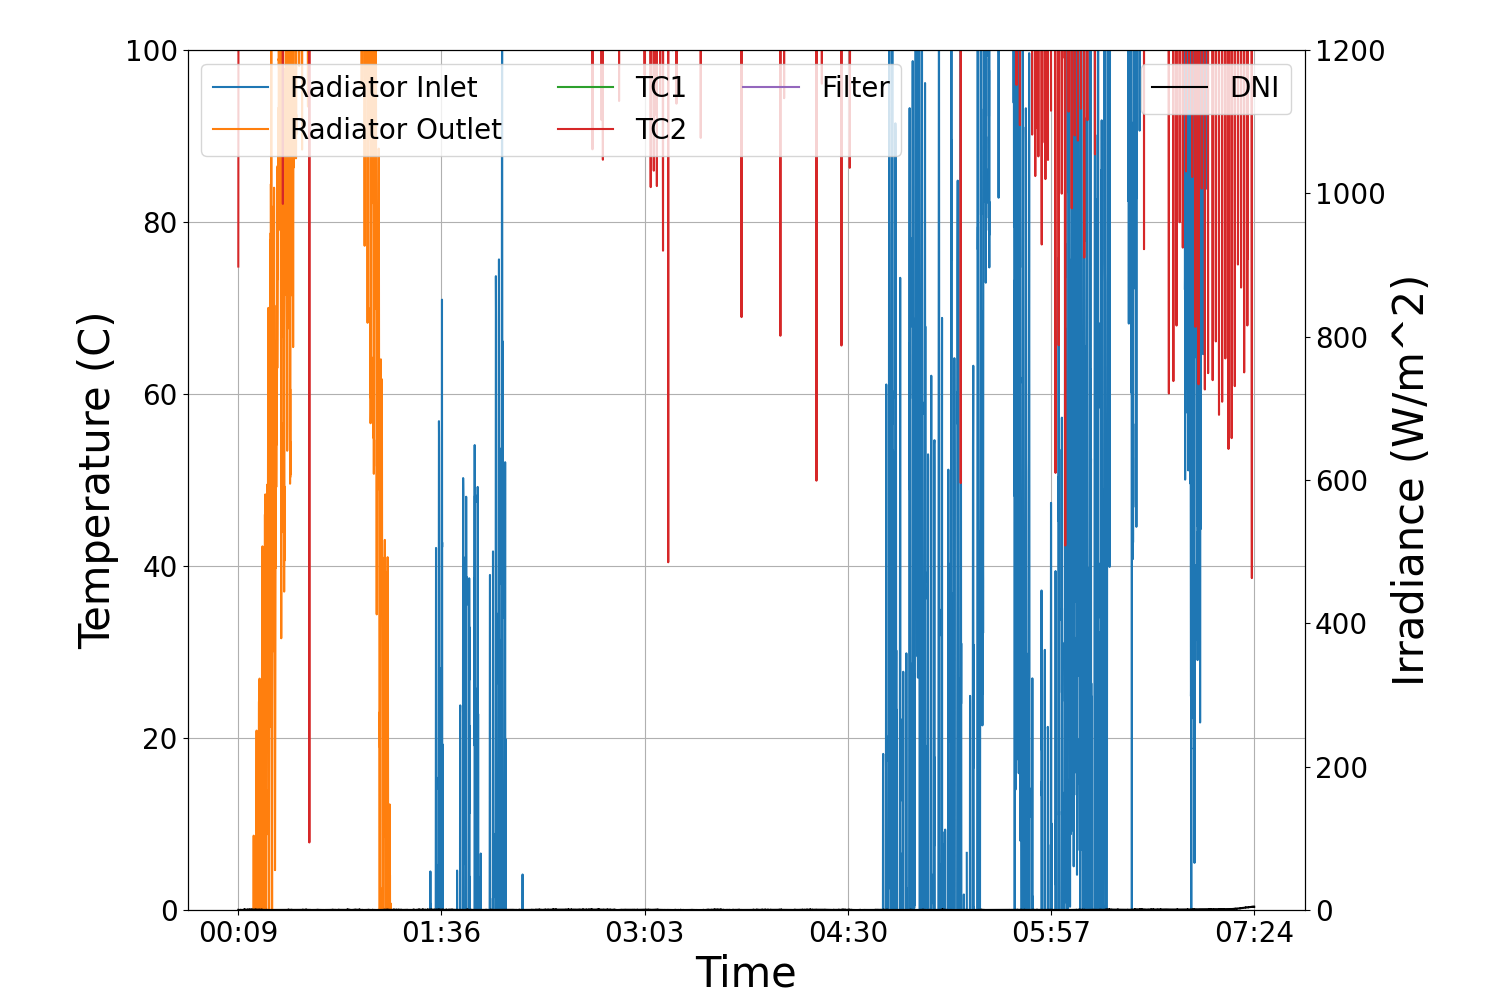 100
80
60
40
20
0
Temperature (C)
Radiator Inlet
Radiator Outlet
TC1
TC2
Filter
DNI
1200
1000
800
600
400
200
0
Irradiance (W/m^2)
00:09 01:36 03:03 04:30 05:57 07:24
Time